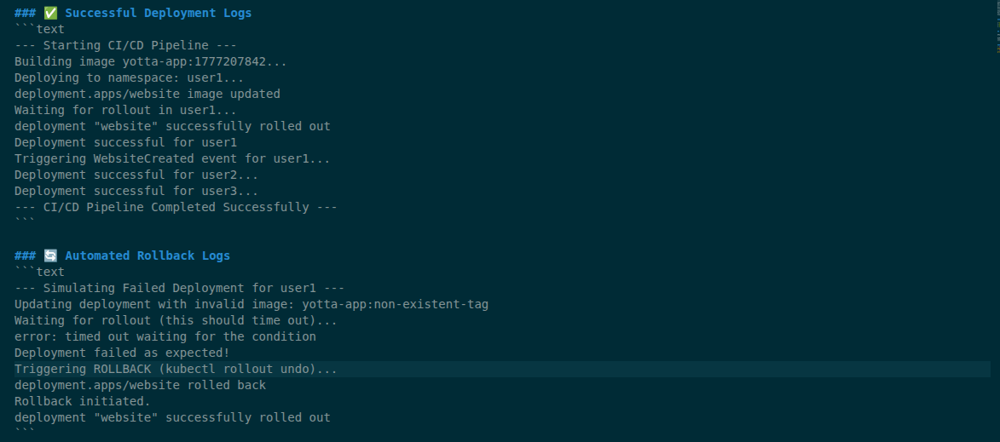 ### ✅ Successful Deployment Logs
```text
--- Starting CI/CD Pipeline ---
Building image yotta-app:1777207842...
Deploying to namespace: user1...
deployment.apps/website image updated
Waiting for rollout in user1...
deployment "website" successfully rolled out
Deployment successful for user1
Triggering WebsiteCreated event for user1...
Deployment successful for user2...
Deployment successful for user3...
--- CI/CD Pipeline Completed Successfully ---
```
### 🔄 Automated Rollback Logs
```text
--- Simulating Failed Deployment for user1 ---
Updating deployment with invalid image: yotta-app:non-existent-tag
Waiting for rollout (this should time out)...
error: timed out waiting for the condition
Deployment failed as expected!
Triggering ROLLBACK (kubectl rollout undo)...
deployment.apps/website rolled back
Rollback initiated.
deployment "website" successfully rolled out
```